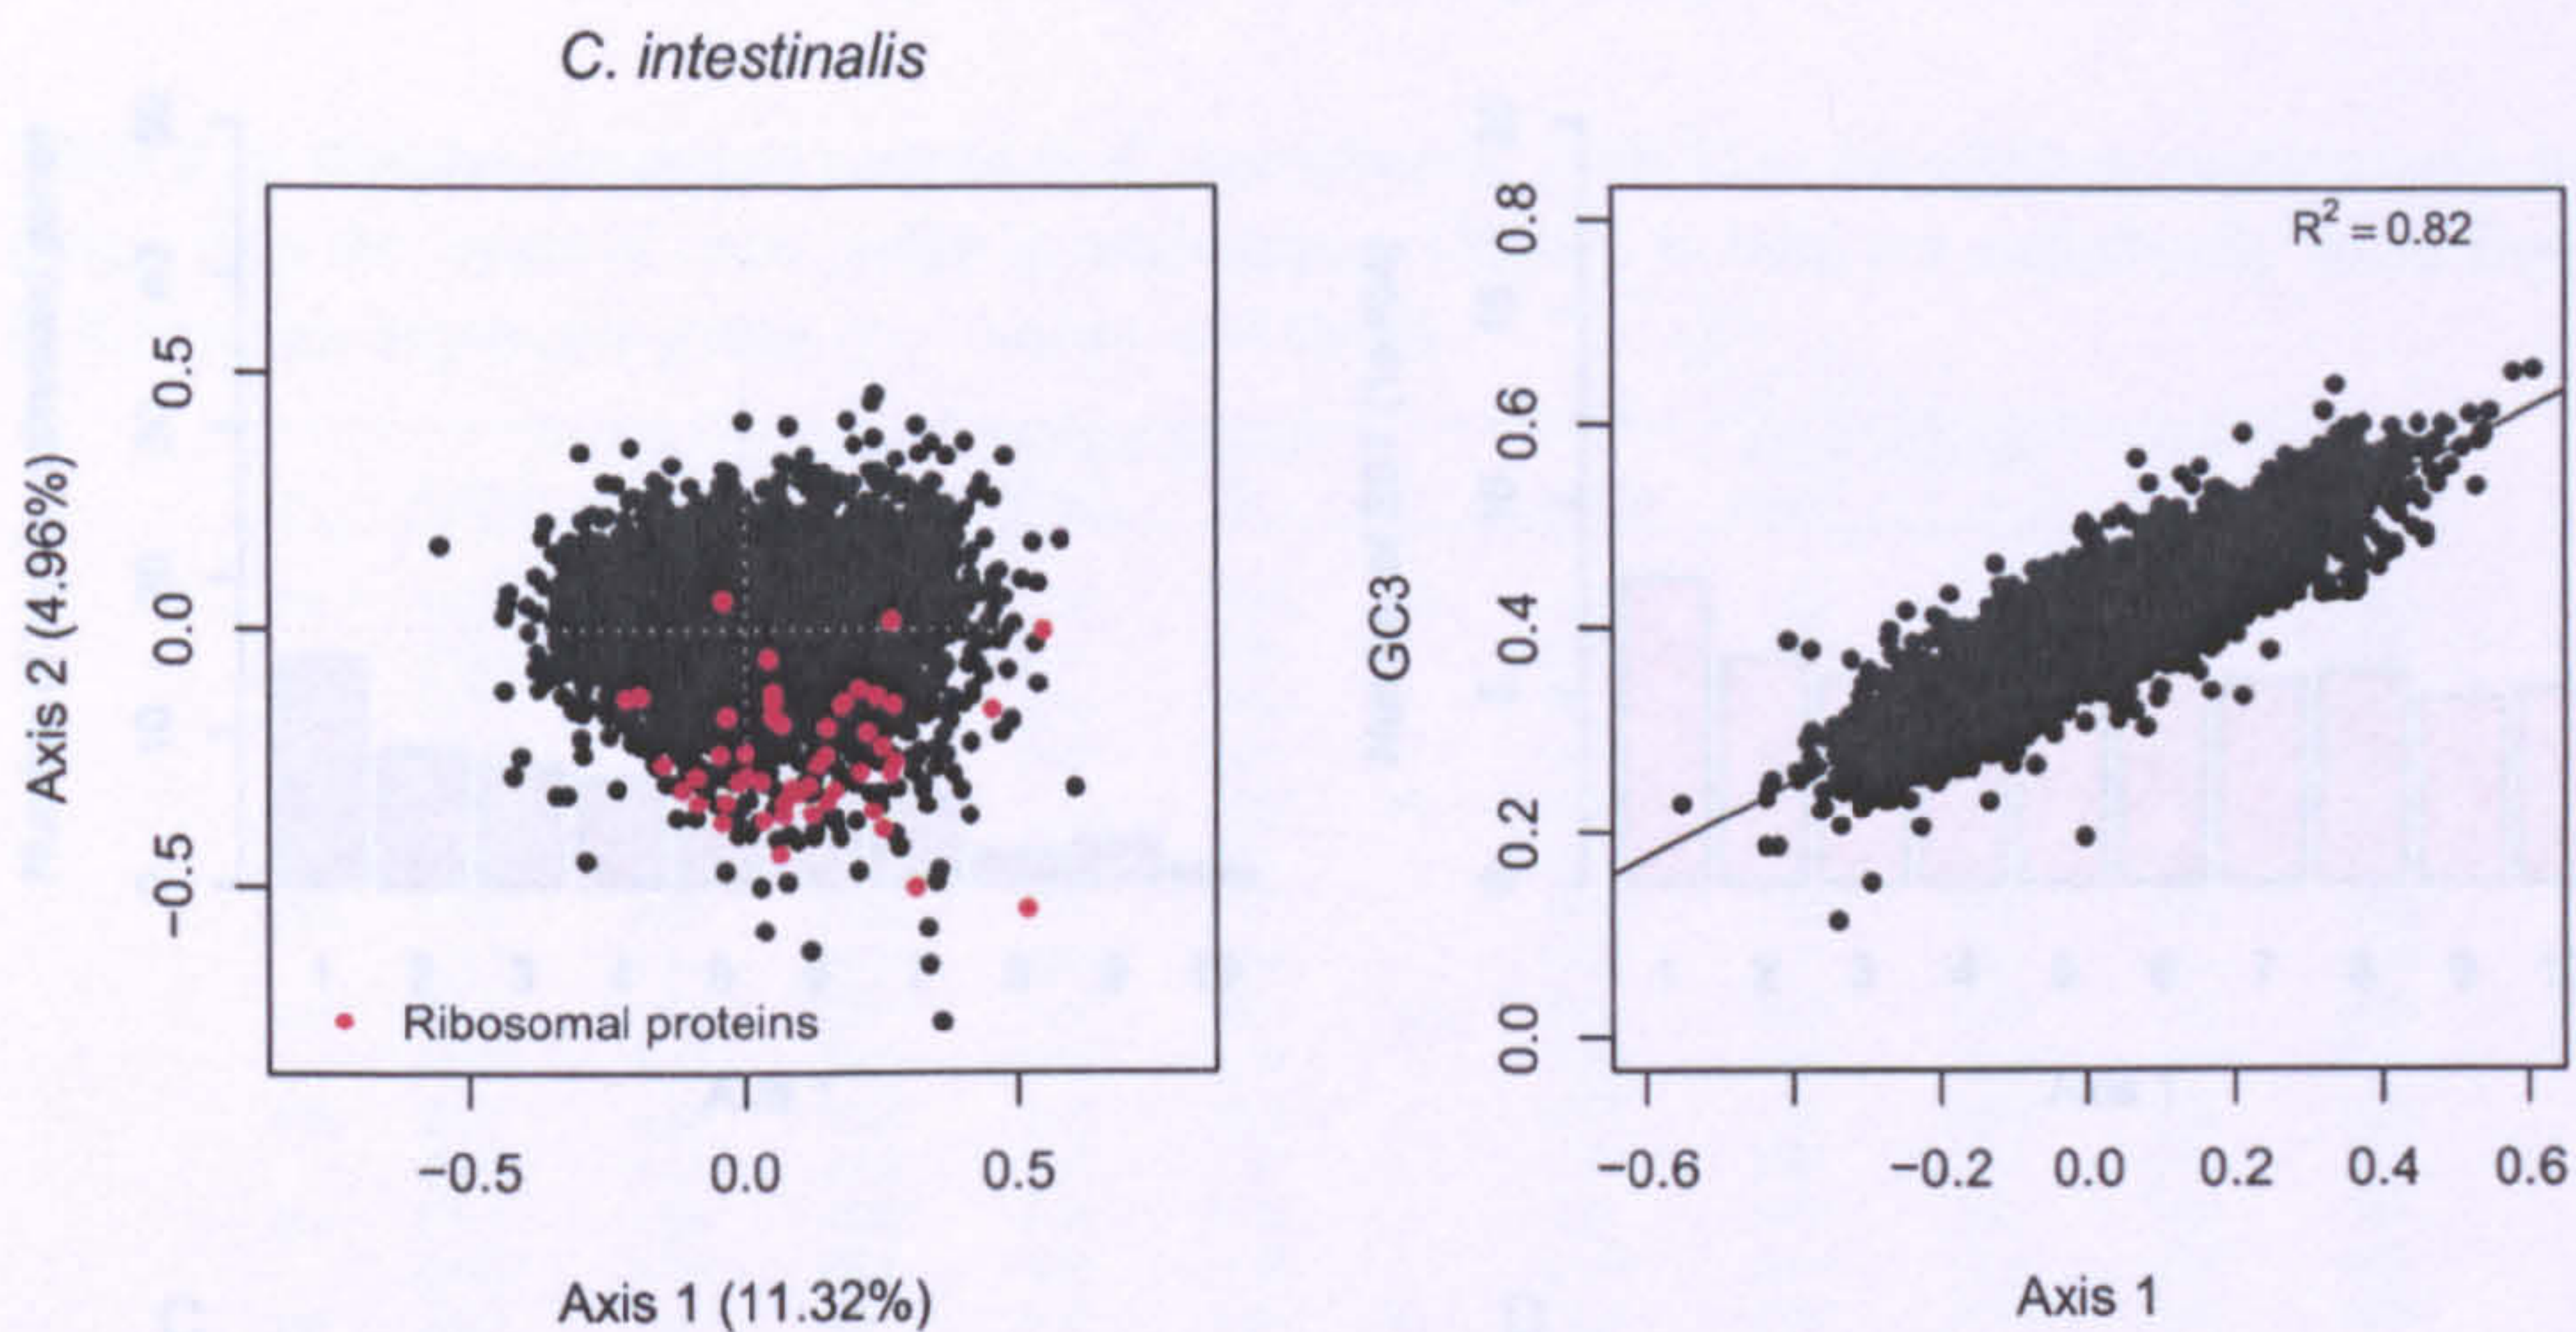 C. intestinalis
Axis 2 (4.96%)
0.5
0.0
−0.5
Ribosomal proteins
−0.5 0.0 0.5
Axis 1 (11.32%)
R² = 0.82
GC3
0.8
0.6
0.4
0.2
0.0
−0.6 −0.2 0.0 0.2 0.4 0.6
Axis 1